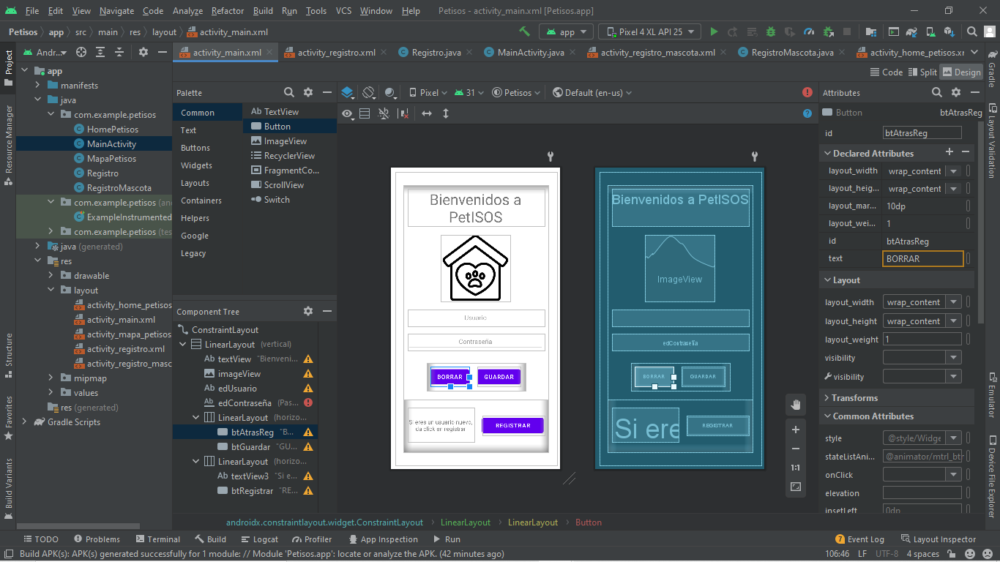 File Edit View Navigate Code Analyze Refactor Build Run Tools VCS Window Help Petisos - activity_main.xml [Petisos.app]
Petisos app src main res layout activity_main.xml app Pixel 4 XL API 25
Project Andr... activity_main.xml activity_registro.xml Registro.java MainActivity.java activity_registro_mascota.xml RegistroMascota.java activity_home_petisos.xr Gradle
Code Split Design
app
manifests
java
com.example.petisos
HomePetisos
MainActivity
MapaPetisos
Registro
RegistroMascota
com.example.petisos (an
ExampleInstrumented
com.example.petisos (tes
java (generated)
res
drawable
layout
activity_home_petisos
activity_main.xml
activity_mapa_petisos
activity_registro.xml
activity_registro_masc
mipmap
values
res (generated)
Gradle Scripts
Resource Manager
Structure
Favorites
Build Variants
Palette
Common
Text
Buttons
Widgets
Layouts
Containers
Helpers
Google
Legacy
Ab TextView
Button
ImageView
RecyclerView
FragmentCo...
ScrollView
Switch
Component Tree
ConstraintLayout
LinearLayout (vertical)
Ab textView "Bienveni...
imageView
Ab edUsuario
Ab edContraseña (Pas...
LinearLayout (horizo...
btAtrasReg "B...
btGuardar "GU...
LinearLayout (horizo...
Ab textView3 "Si e...
btRegistrar "RE...
Pixel 31 Petisos Default (en-us)
Bienvenidos a
PetISOS
Usuario
Contraseña
BORRAR GUARDAR
Si eres un usuario nuevo,
da click en registrar
REGISTRAR
Bienvenidos a PetISOS
ImageView
edContraseña
BORRAR GUARDAR
Si ere
REGISTRAR
1:1
androidx.constraintlayout.widget.ConstraintLayout LinearLayout LinearLayout Button
Attributes
Button btAtrasReg
id btAtrasReg
Declared Attributes
layout_width wrap_content
layout_heig... wrap_content
layout_mar... 10dp
layout_wei... 1
id btAtrasReg
text BORRAR
Layout
layout_width wrap_content
layout_height wrap_content
layout_weight 1
visibility
visibility
Transforms
Common Attributes
style @style/Widge
stateListAni... @animator/mtrl_btr
onClick
elevation
insetLeft 0dp
Layout Validation
Emulator
Device File Explorer
TODO Problems Terminal Build Logcat Profiler App Inspection Run 7 Event Log Layout Inspector
Build APK(s): APK(s) generated successfully for 1 module: // Module 'Petisos.app': locate or analyze the APK. (42 minutes ago) 106:46 LF UTF-8 4 spaces